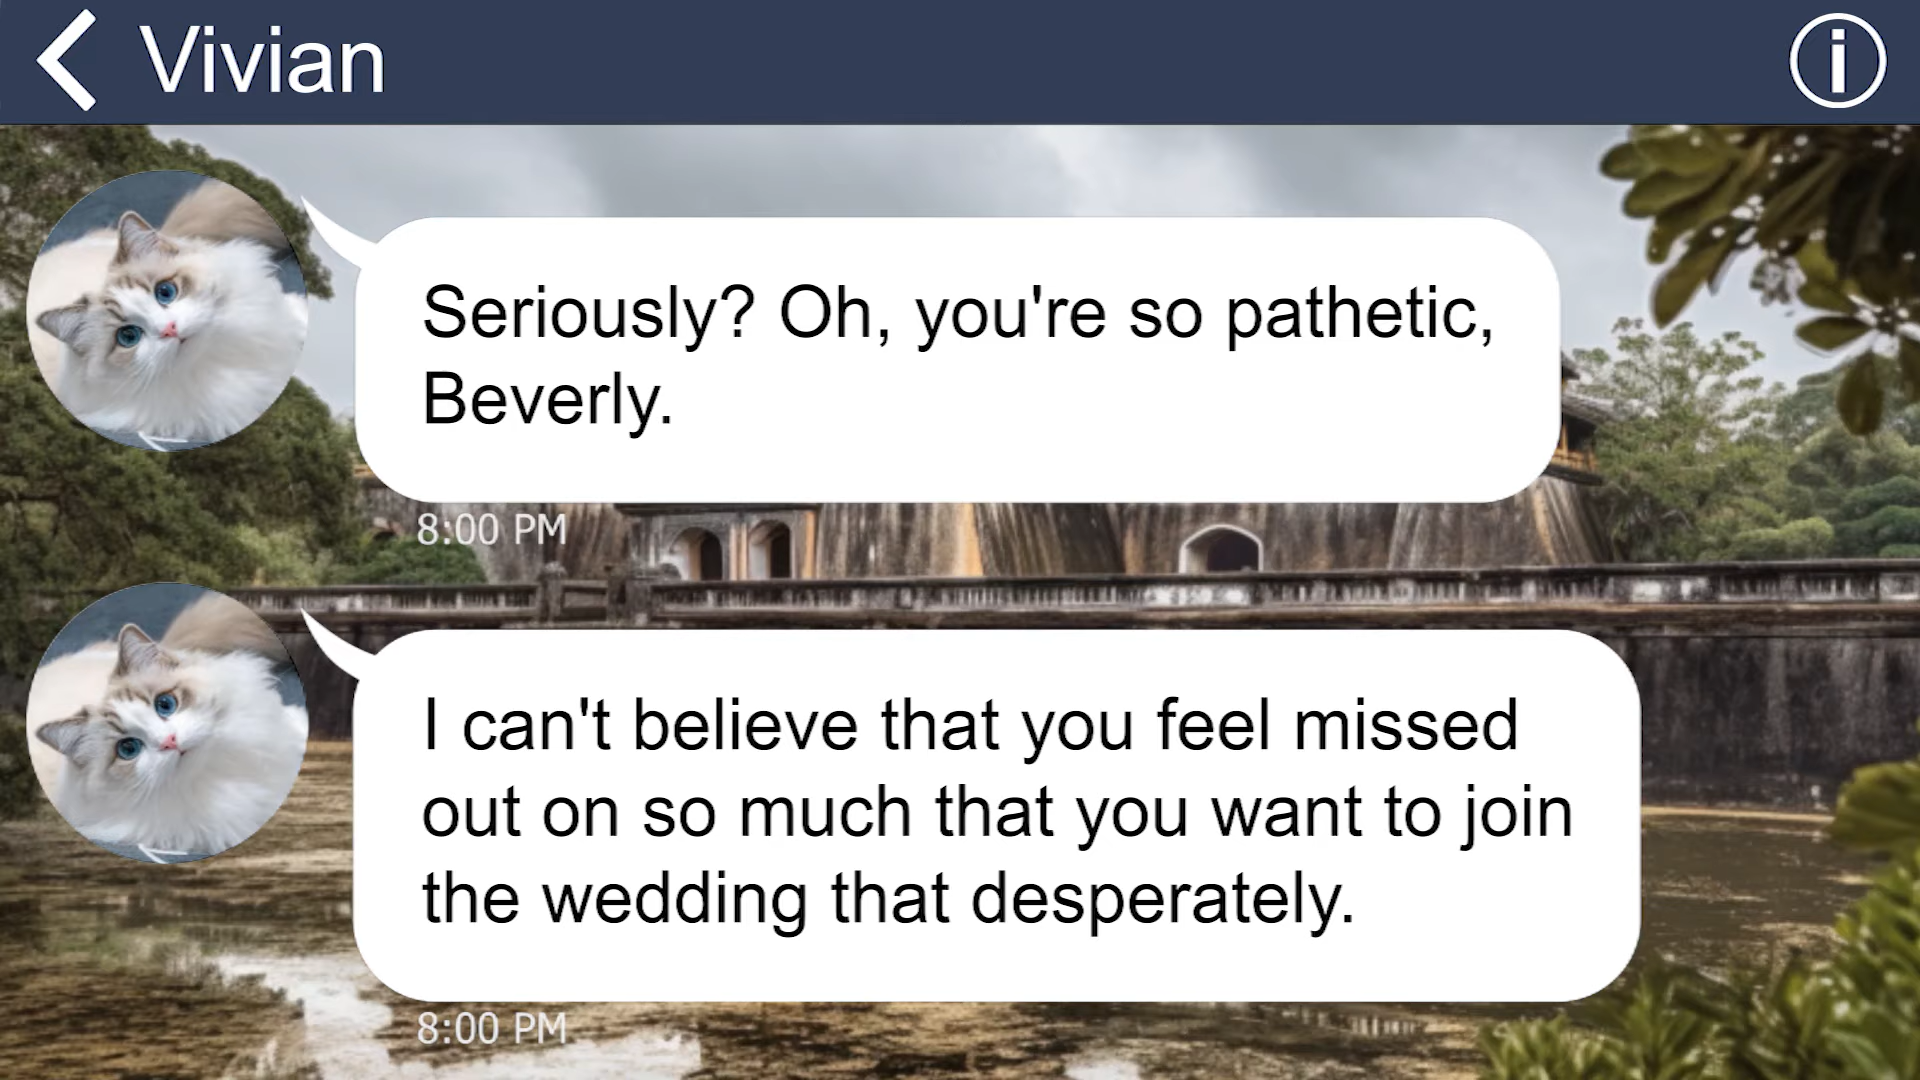 Vivian
Seriously? Oh, you're so pathetic,
Beverly.
8:00 PM
I can't believe that you feel missed
out on so much that you want to join
the wedding that desperately.
8:00 PM